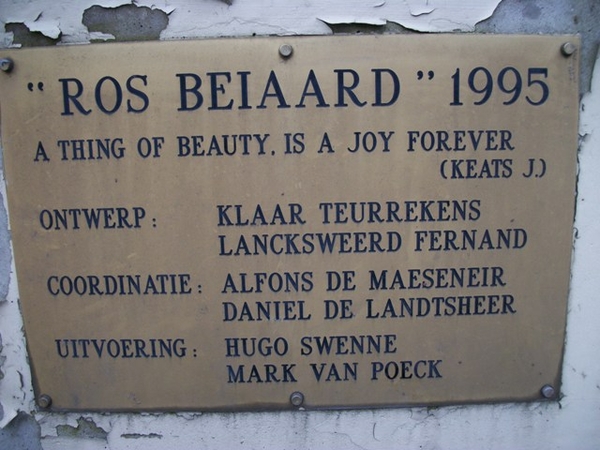 "ROS BEIAARD" 1995
A THING OF BEAUTY, IS A JOY FOREVER
(KEATS J.)
ONTWERP: KLAAR TEURREKENS
LANCKSWEERD FERNAND
COORDINATIE: ALFONS DE MAESENEIR
DANIEL DE LANDTSHEER
UITVOERING: HUGO SWENNE
MARK VAN POECK